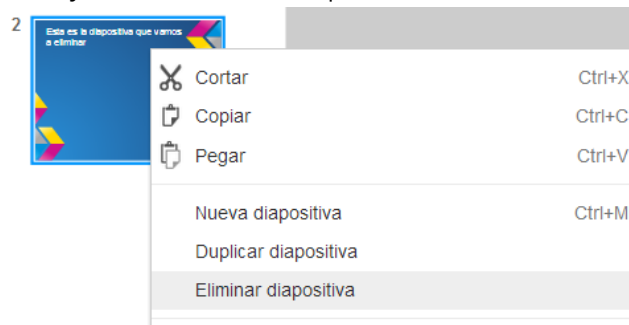 2
Esta es la diapositiva que vamos
a eliminar
Cortar Ctrl+X
Copiar Ctrl+C
Pegar Ctrl+V
Nueva diapositiva Ctrl+M
Duplicar diapositiva
Eliminar diapositiva